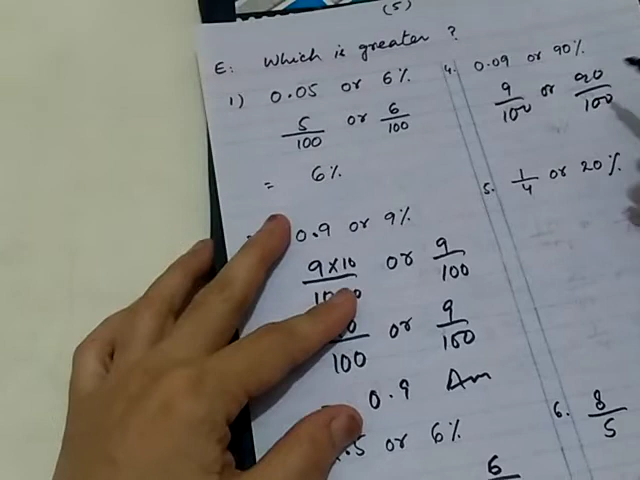 (5)
E: Which is greater ?
1) 0.05 or 6%
5/100 or 6/100
= 6%
0.9 or 9%
9×10/ or 9/100
/100 or 9/100
0.9 Ans
.5 or 6%
6
4. 0.09 or 90%
9/100 or 90/100
5. 1/4 or 20%
6. 8/5